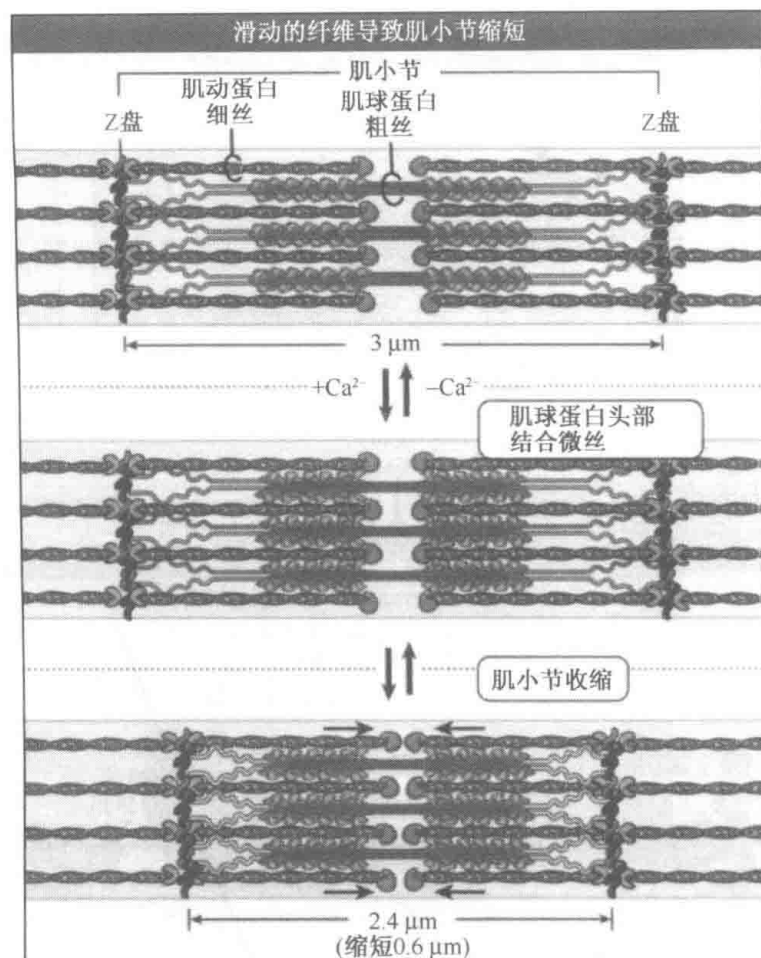 滑动的纤维导致肌小节缩短
肌小节
肌动蛋白
细丝
肌球蛋白
粗丝
Z盘
Z盘
3 μm
+Ca²⁻
−Ca²⁻
肌球蛋白头部
结合微丝
肌小节收缩
2.4 μm
(缩短0.6 μm)